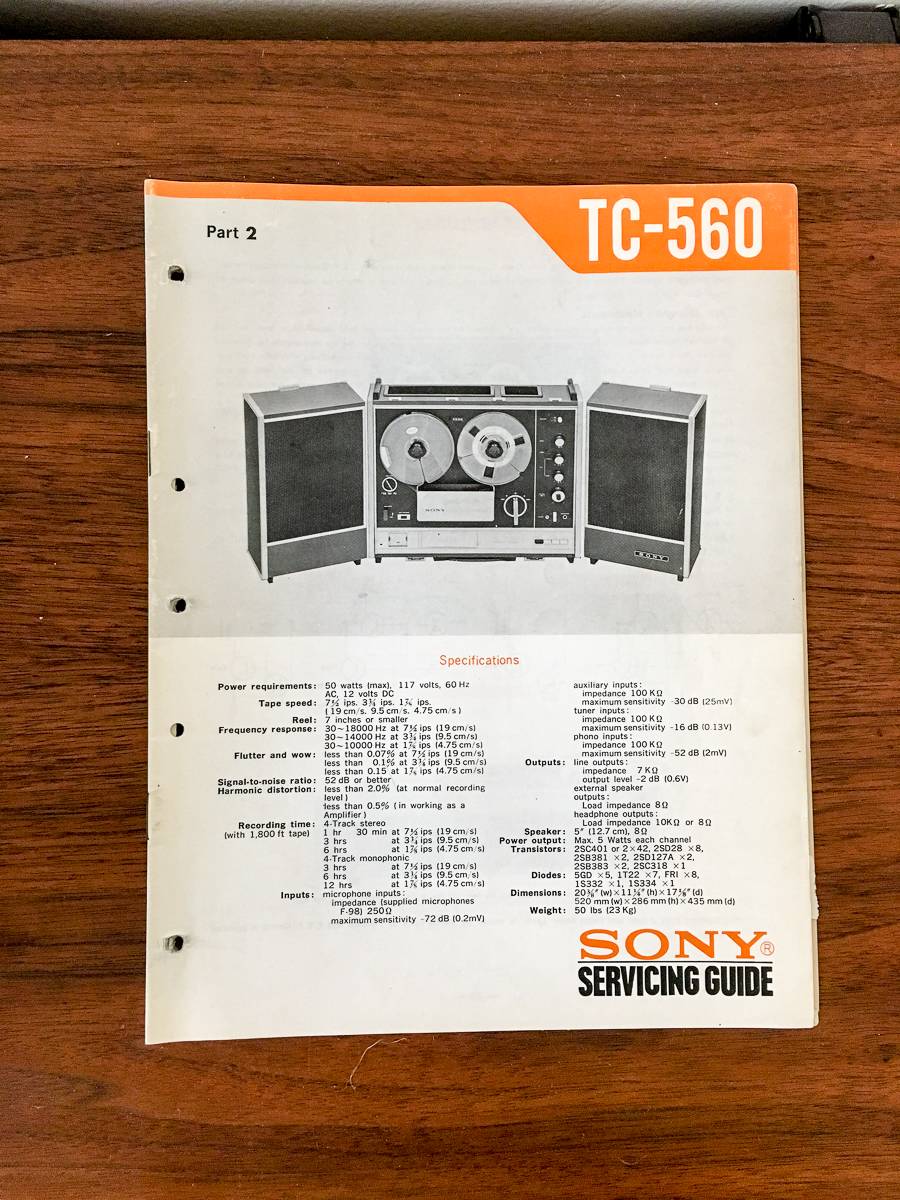 TC-560
Part 2
SONY
SONY
Specifications
Power requirements: 50 watts (max), 117 volts, 60 Hz
AC, 12 volts DC
Tape speed: 7½ ips. 3¾ ips. 1⅞ ips.
(19 cm/s. 9.5 cm/s. 4.75 cm/s)
Reel: 7 inches or smaller
Frequency response: 30~18000 Hz at 7½ ips (19 cm/s)
30~14000 Hz at 3¾ ips (9.5 cm/s)
30~10000 Hz at 1⅞ ips (4.75 cm/s)
Flutter and wow: less than 0.07% at 7½ ips (19 cm/s)
less than 0.1% at 3¾ ips (9.5 cm/s)
less than 0.15 at 1⅞ ips (4.75 cm/s)
Signal-to-noise ratio: 52 dB or better
Harmonic distortion: less than 2.0% (at normal recording
level)
less than 0.5% (in working as a
Amplifier)
Recording time: 4-Track stereo
(with 1,800 ft tape) 1 hr 30 min at 7½ ips (19 cm/s)
3 hrs at 3¾ ips (9.5 cm/s)
6 hrs at 1⅞ ips (4.75 cm/s)
4-Track monophonic
3 hrs at 7½ ips (19 cm/s)
6 hrs at 3¾ ips (9.5 cm/s)
12 hrs at 1⅞ ips (4.75 cm/s)
Inputs: microphone inputs:
impedance (supplied microphones
F-98) 250Ω
maximum sensitivity -72 dB (0.2mV)
auxiliary inputs:
impedance 100 KΩ
maximum sensitivity -30 dB (25mV)
tuner inputs:
impedance 100 KΩ
maximum sensitivity -16 dB (0.13V)
phono inputs:
impedance 100 KΩ
maximum sensitivity -52 dB (2mV)
Outputs: line outputs:
impedance 7 KΩ
output level -2 dB (0.6V)
external speaker
outputs:
Load impedance 8Ω
headphone outputs:
Load impedance 10KΩ or 8Ω
Speaker: 5″ (12.7 cm), 8Ω
Power output: Max. 5 Watts each channel
Transistors: 2SC401 or 2×42, 2SD28 ×8,
2SB381 ×2, 2SD127A ×2,
2SB383 ×2, 2SC318 ×1
Diodes: 5GD ×5, 1T22 ×7, FRI ×8,
1S332 ×1, 1S334 ×1
Dimensions: 20⅜″(w)×11¼″(h)×17⅛″(d)
520 mm(w)×286 mm(h)×435 mm(d)
Weight: 50 lbs (23 Kg)
SONY®
SERVICING GUIDE